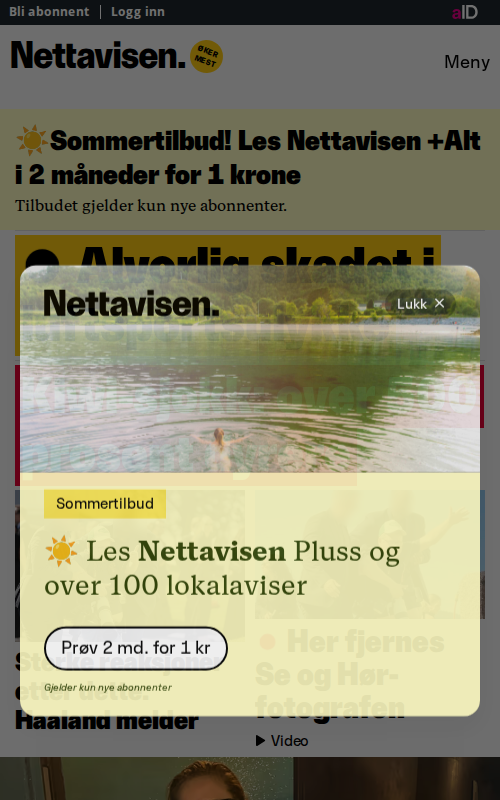 Bli abonnent | Logg inn
aID
Nettavisen.
ØKER
MEST
Meny
☀️Sommertilbud! Les Nettavisen +Alt
i 2 måneder for 1 krone
Tilbudet gjelder kun nye abonnenter.
Alvorlig skadet i
Nettavisen.
Lukk ×
Sommertilbud
☀️ Les Nettavisen Pluss og
over 100 lokalaviser
Prøv 2 md. for 1 kr
Gjelder kun nye abonnenter
Sterke reaksjoner
etter dette:
Haaland melder
Her fjernes
Se og Hør-
fotografen
Video